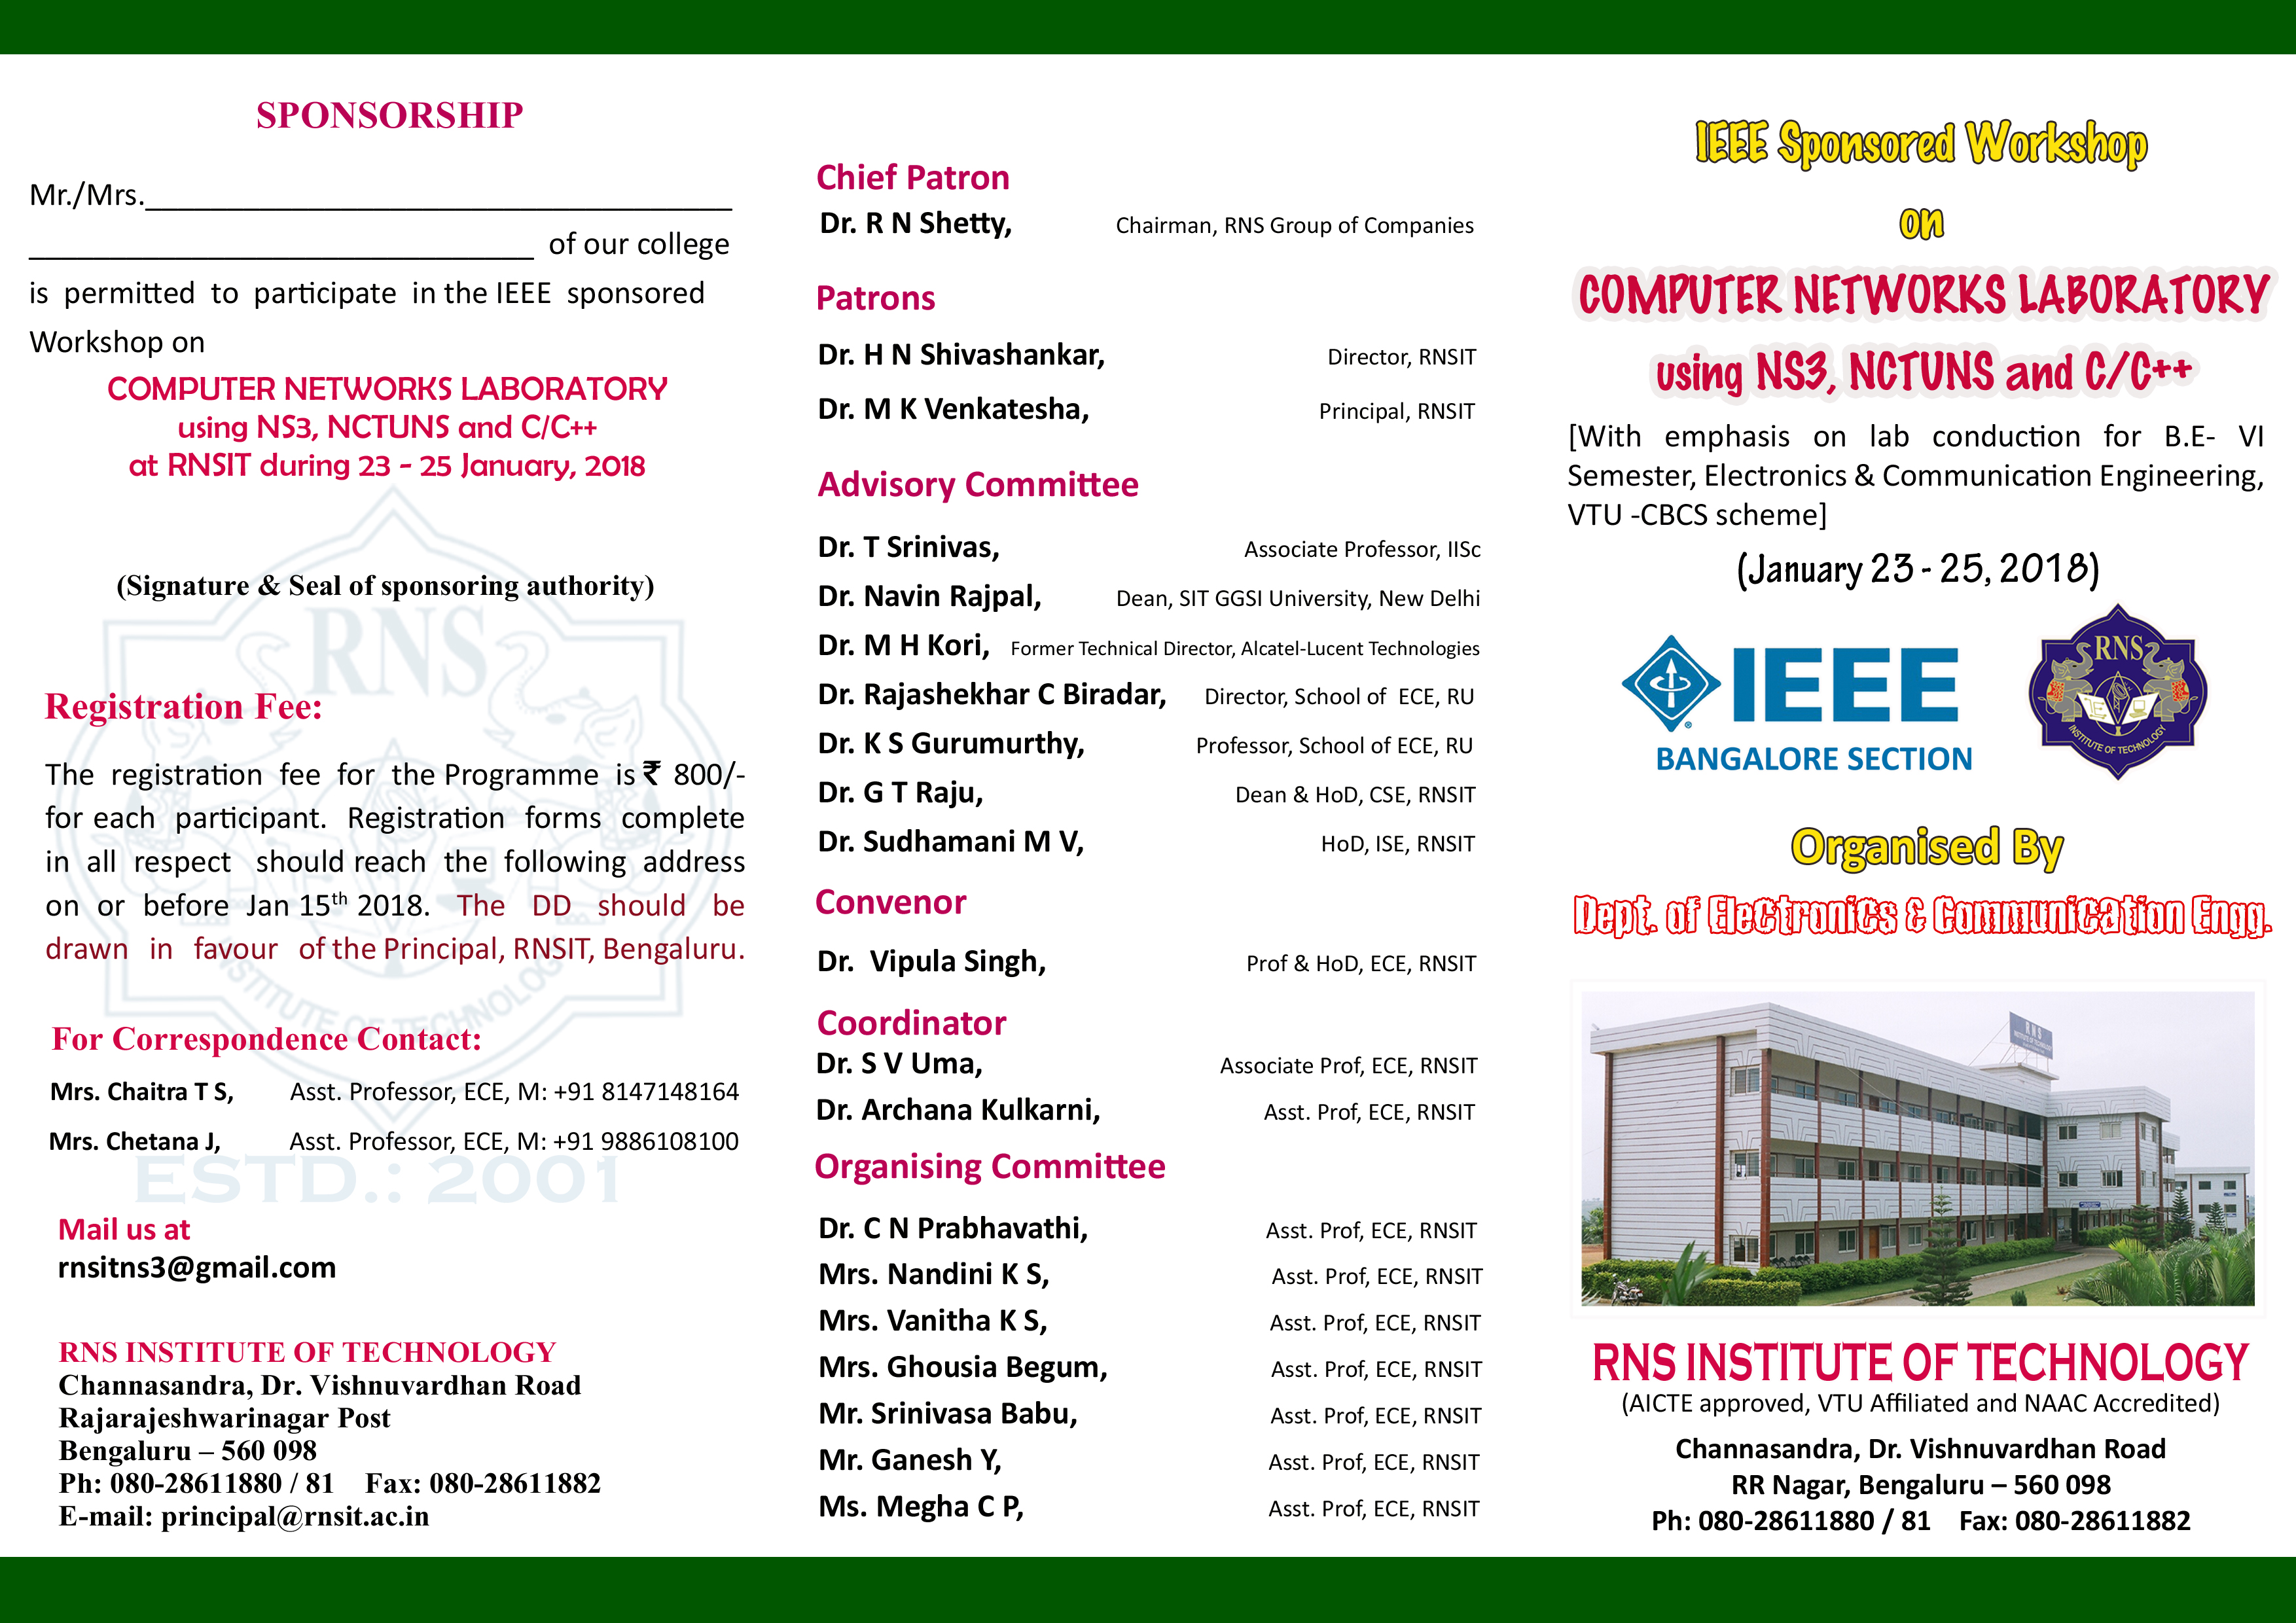 SPONSORSHIP
Mr./Mrs.____________________________________
_______________________________ of our college
is permitted to participate in the IEEE sponsored
Workshop on
COMPUTER NETWORKS LABORATORY
using NS3, NCTUNS and C/C++
at RNSIT during 23 - 25 January, 2018
(Signature & Seal of sponsoring authority)
RNS
Registration Fee:
The registration fee for the Programme is ₹ 800/-
for each participant. Registration forms complete
in all respect should reach the following address
on or before Jan 15th 2018. The DD should be
drawn in favour of the Principal, RNSIT, Bengaluru.
INSTITUTE OF TECHNOLOGY
For Correspondence Contact:
Mrs. Chaitra T S, Asst. Professor, ECE, M: +91 8147148164
Mrs. Chetana J, Asst. Professor, ECE, M: +91 9886108100
ESTD.: 2001
Mail us at
rnsitns3@gmail.com
RNS INSTITUTE OF TECHNOLOGY
Channasandra, Dr. Vishnuvardhan Road
Rajarajeshwarinagar Post
Bengaluru – 560 098
Ph: 080-28611880 / 81 Fax: 080-28611882
E-mail: principal@rnsit.ac.in
Chief Patron
Dr. R N Shetty, Chairman, RNS Group of Companies
Patrons
Dr. H N Shivashankar, Director, RNSIT
Dr. M K Venkatesha, Principal, RNSIT
Advisory Committee
Dr. T Srinivas, Associate Professor, IISc
Dr. Navin Rajpal, Dean, SIT GGSI University, New Delhi
Dr. M H Kori, Former Technical Director, Alcatel-Lucent Technologies
Dr. Rajashekhar C Biradar, Director, School of ECE, RU
Dr. K S Gurumurthy, Professor, School of ECE, RU
Dr. G T Raju, Dean & HoD, CSE, RNSIT
Dr. Sudhamani M V, HoD, ISE, RNSIT
Convenor
Dr. Vipula Singh, Prof & HoD, ECE, RNSIT
Coordinator
Dr. S V Uma, Associate Prof, ECE, RNSIT
Dr. Archana Kulkarni, Asst. Prof, ECE, RNSIT
Organising Committee
Dr. C N Prabhavathi, Asst. Prof, ECE, RNSIT
Mrs. Nandini K S, Asst. Prof, ECE, RNSIT
Mrs. Vanitha K S, Asst. Prof, ECE, RNSIT
Mrs. Ghousia Begum, Asst. Prof, ECE, RNSIT
Mr. Srinivasa Babu, Asst. Prof, ECE, RNSIT
Mr. Ganesh Y, Asst. Prof, ECE, RNSIT
Ms. Megha C P, Asst. Prof, ECE, RNSIT
IEEE Sponsored Workshop
on
COMPUTER NETWORKS LABORATORY
using NS3, NCTUNS and C/C++
[With emphasis on lab conduction for B.E- VI
Semester, Electronics & Communication Engineering,
VTU -CBCS scheme]
(January 23 - 25, 2018)
IEEE
BANGALORE SECTION
RNS
INSTITUTE OF TECHNOLOGY
Organised By
Dept. of Electronics & Communication Engg.
RNS
RNS INSTITUTE OF TECHNOLOGY
(AICTE approved, VTU Affiliated and NAAC Accredited)
Channasandra, Dr. Vishnuvardhan Road
RR Nagar, Bengaluru – 560 098
Ph: 080-28611880 / 81 Fax: 080-28611882